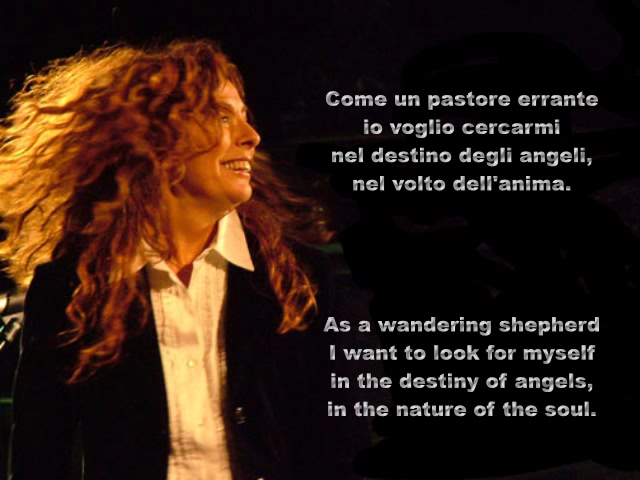 Come un pastore errante
io voglio cercarmi
nel destino degli angeli,
nel volto dell'anima.
As a wandering shepherd
I want to look for myself
in the destiny of angels,
in the nature of the soul.